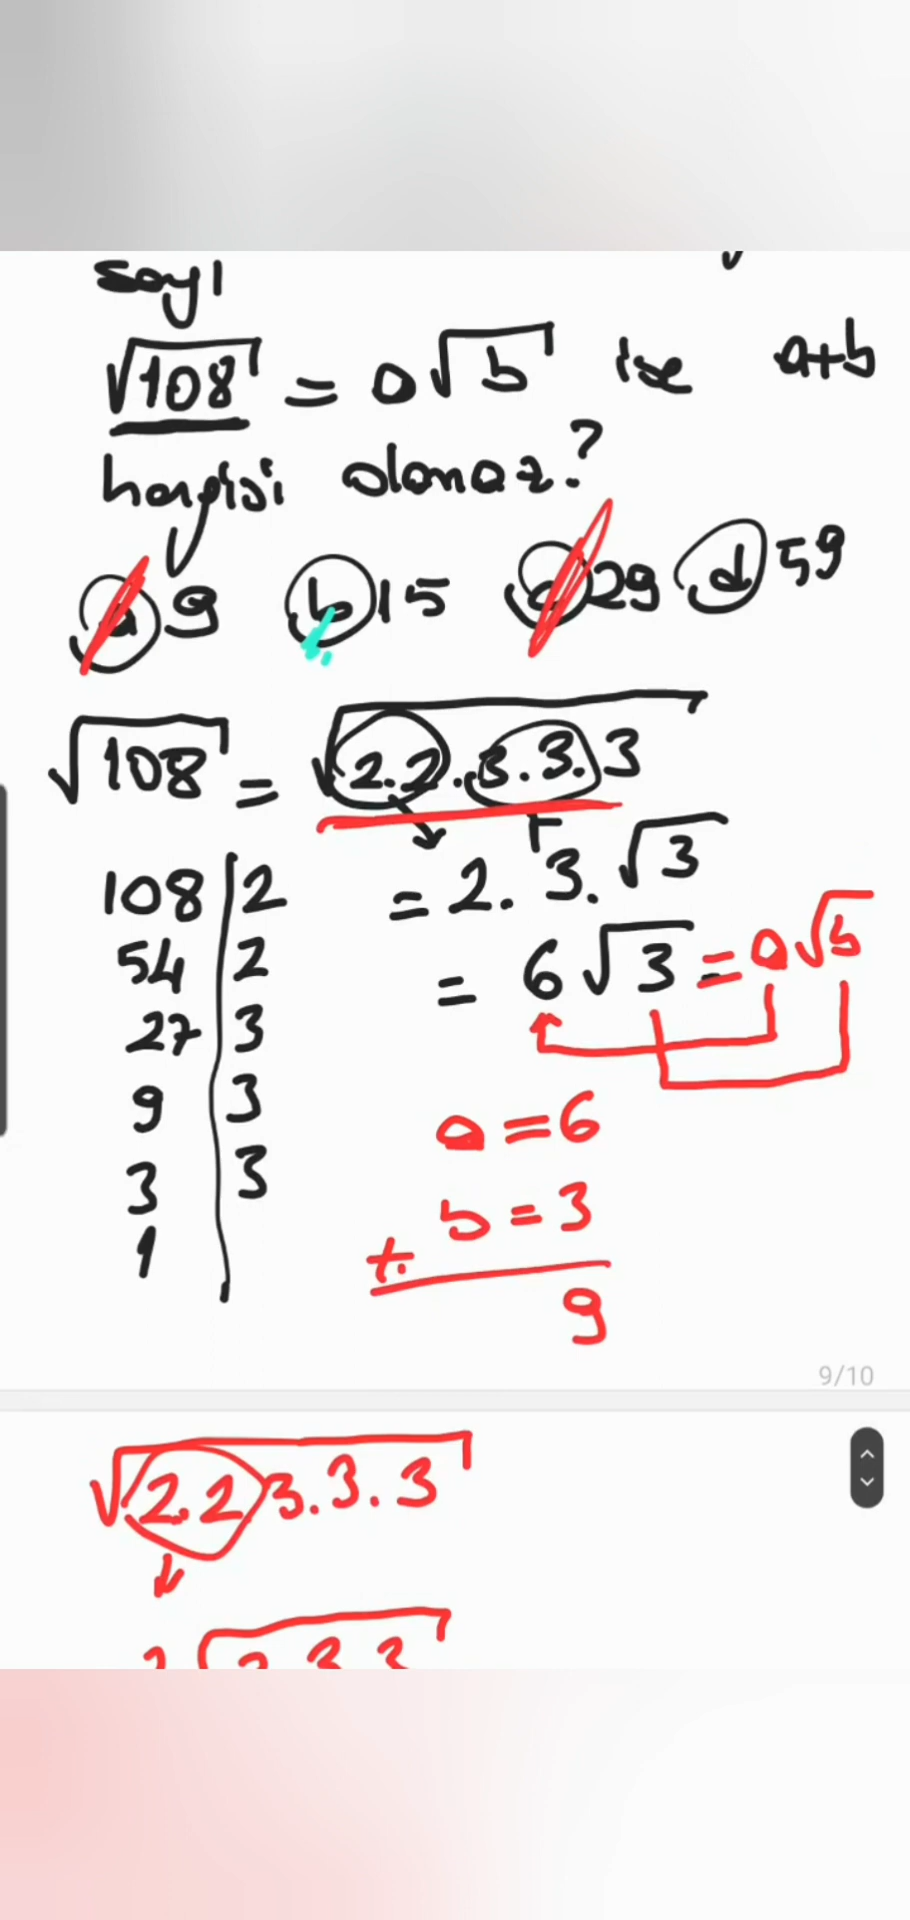 sayı
√108 = a√b ise a+b
hangisi olamaz?
a 9 b 15 c 29 d 59
√108 = √2.2.3.3.3
108 | 2 = 2.3.√3
54 | 2 = 6√3 = a√b
27 | 3
9 | 3 a=6
3 | 3 b=3
1 +
9
9/10
√2.2 3.3.3